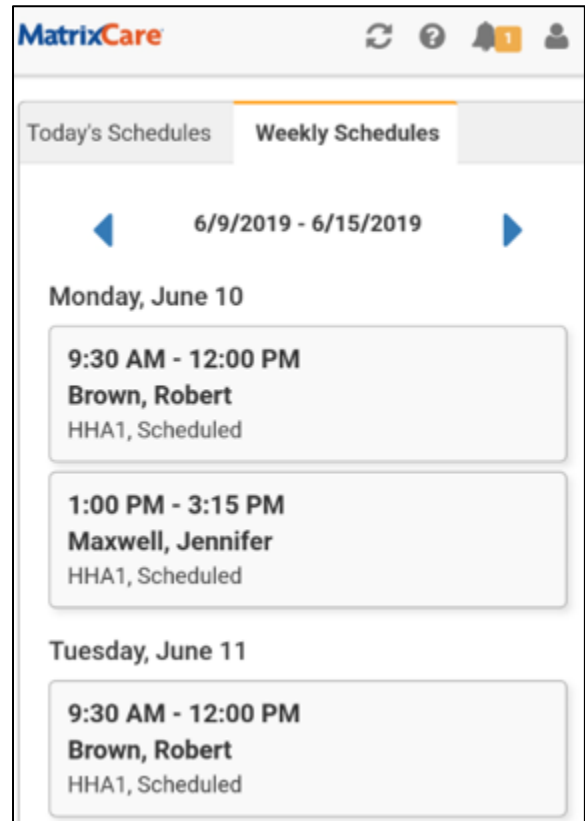 MatrixCare
1
Today's Schedules Weekly Schedules
6/9/2019 - 6/15/2019
Monday, June 10
9:30 AM - 12:00 PM
Brown, Robert
HHA1, Scheduled
1:00 PM - 3:15 PM
Maxwell, Jennifer
HHA1, Scheduled
Tuesday, June 11
9:30 AM - 12:00 PM
Brown, Robert
HHA1, Scheduled